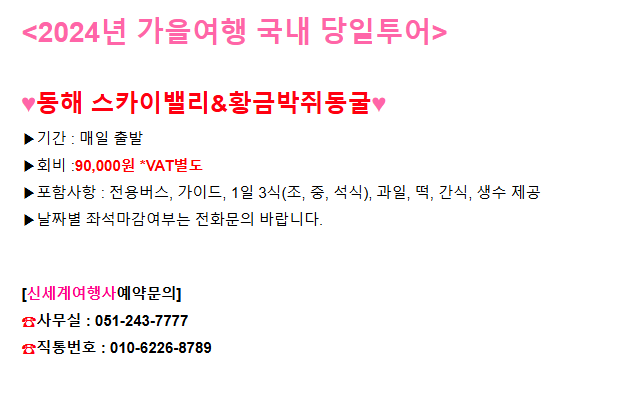 <2024년 가을여행 국내 당일투어>
♥동해 스카이밸리&황금박쥐동굴♥
▶기간 : 매일 출발
▶회비 :90,000원 *VAT별도
▶포함사항 : 전용버스, 가이드, 1일 3식(조, 중, 석식), 과일, 떡, 간식, 생수 제공
▶날짜별 좌석마감여부는 전화문의 바랍니다.
[신세계여행사예약문의]
☎사무실 : 051-243-7777
☎직통번호 : 010-6226-8789